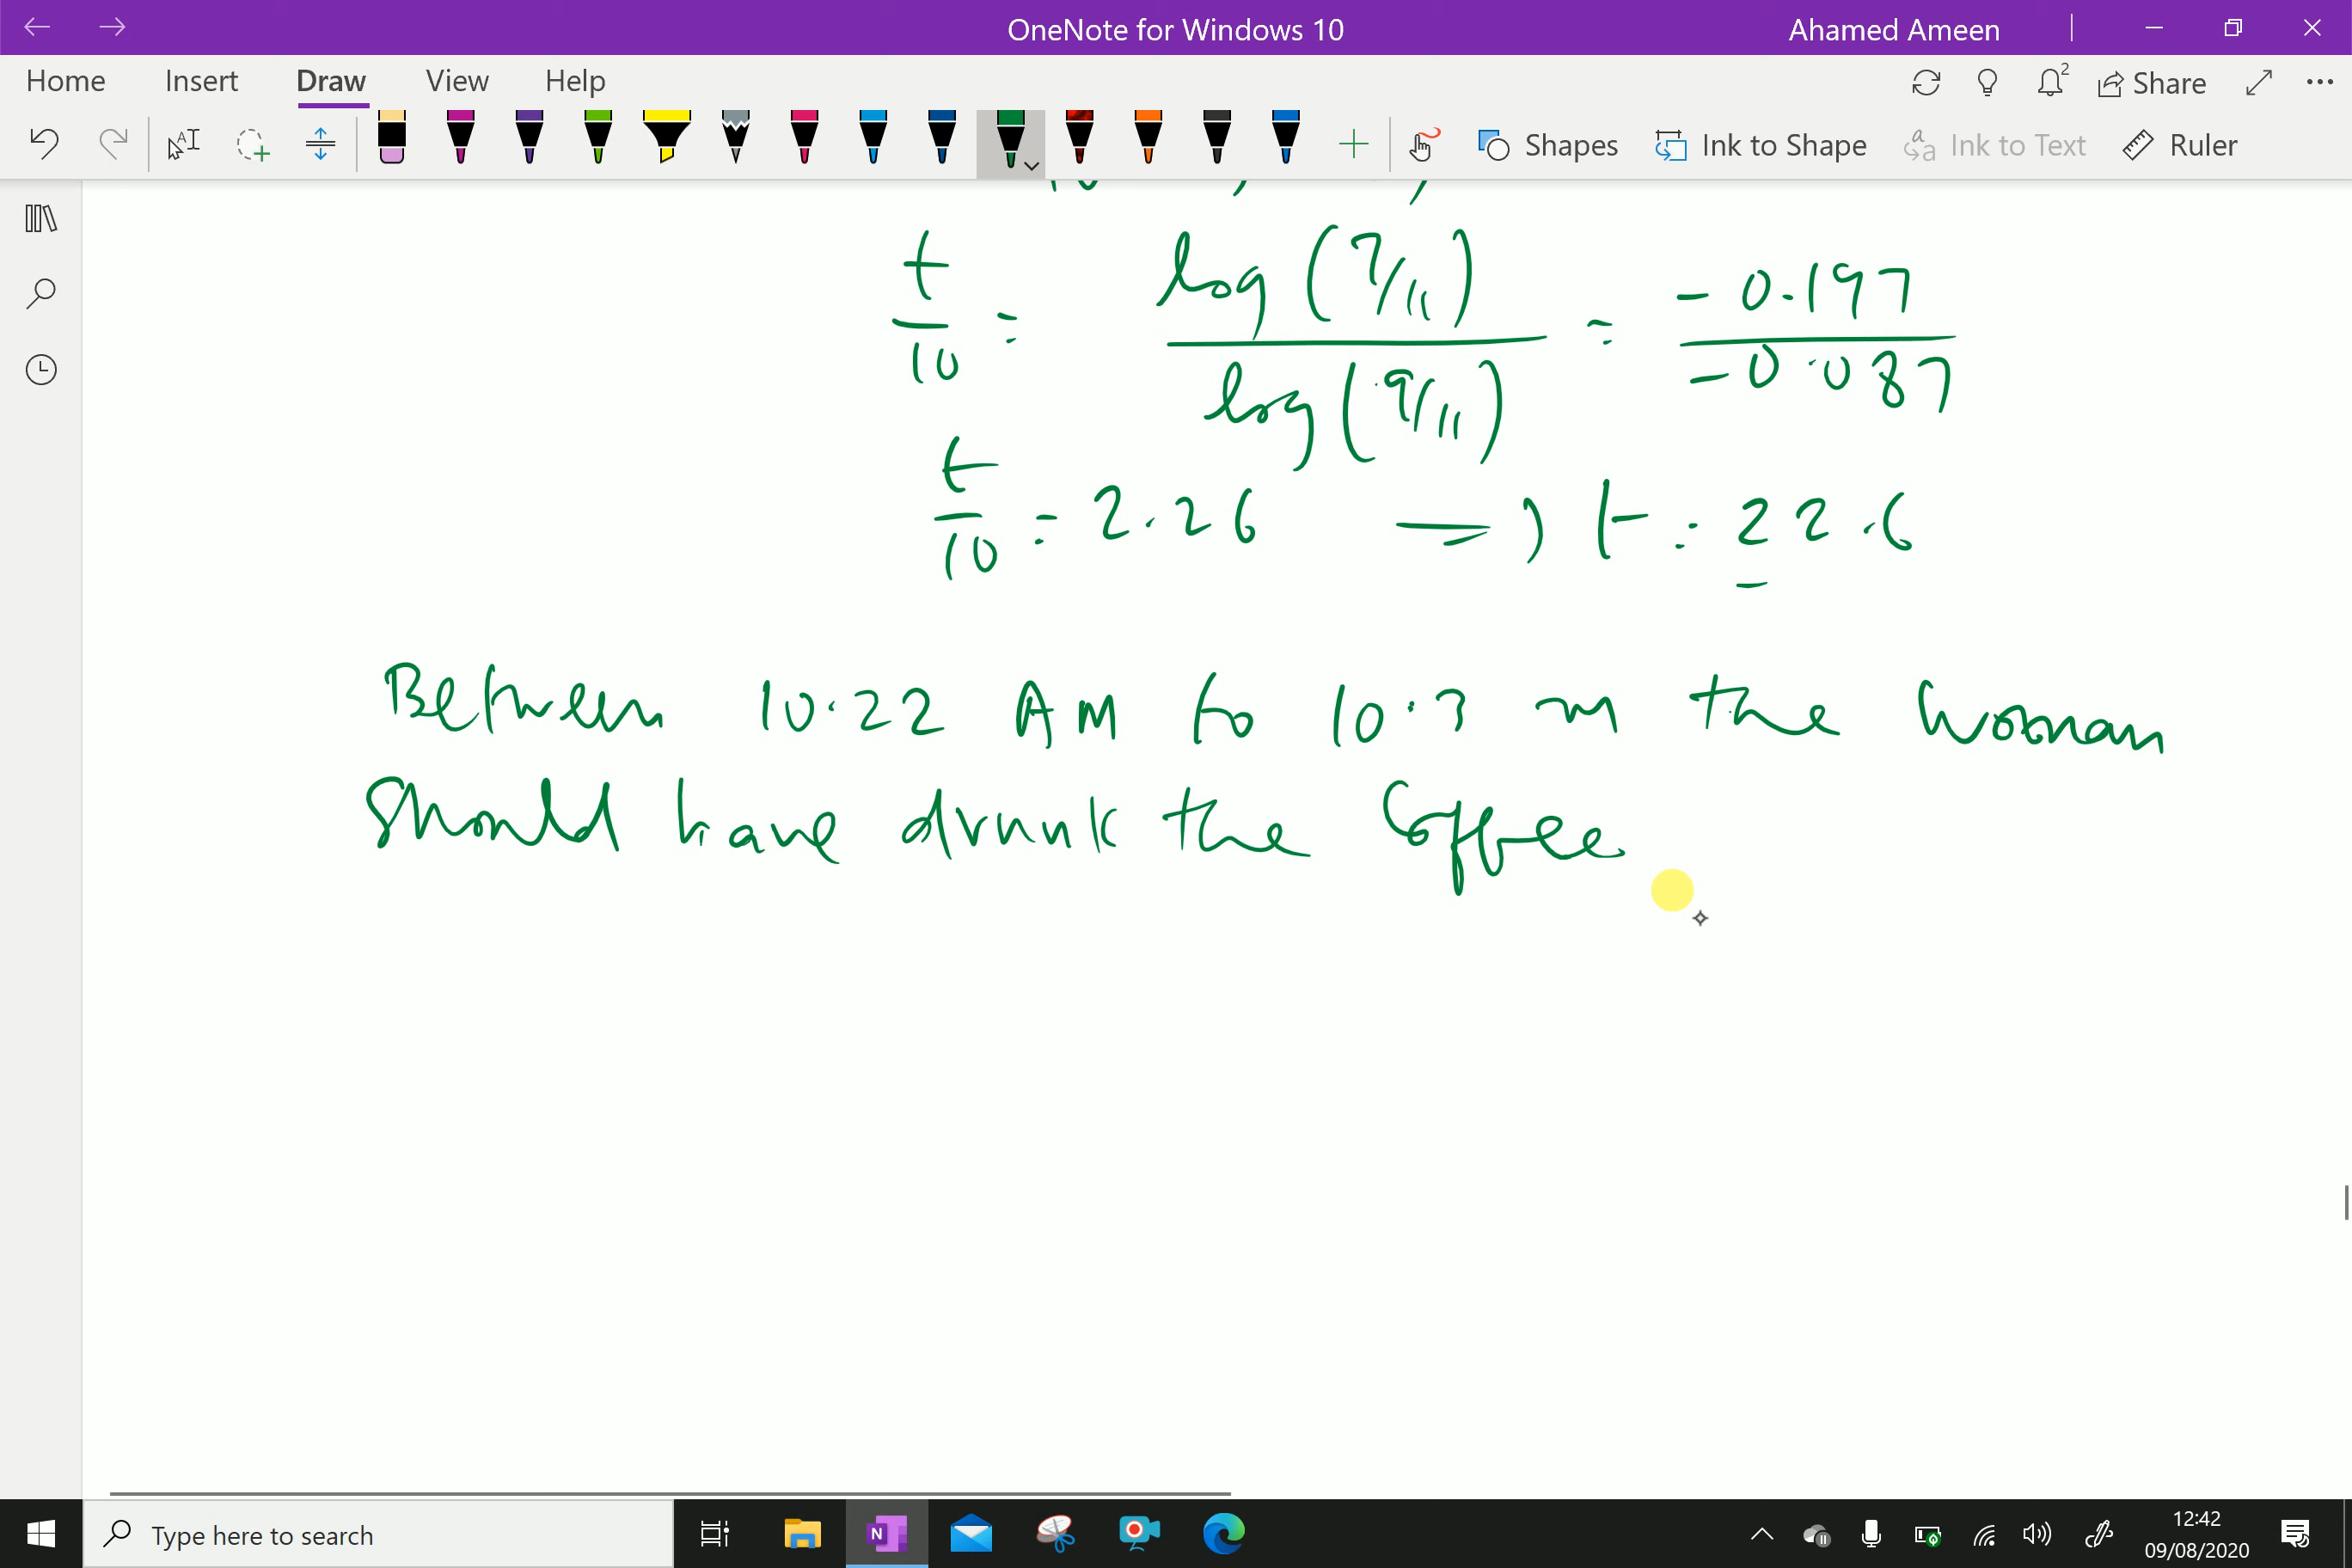 OneNote for Windows 10 Ahamed Ameen
Home Insert Draw View Help 2 Share
Shapes Ink to Shape Ink to Text Ruler
t/10 = log(7/11)/log(9/11) = -0.197/-0.087
t/10 = 2.26 => t = 22.6
Between 10.22 AM to 10.3 the woman
should have drunk the Coffee
Type here to search 12:42
09/08/2020